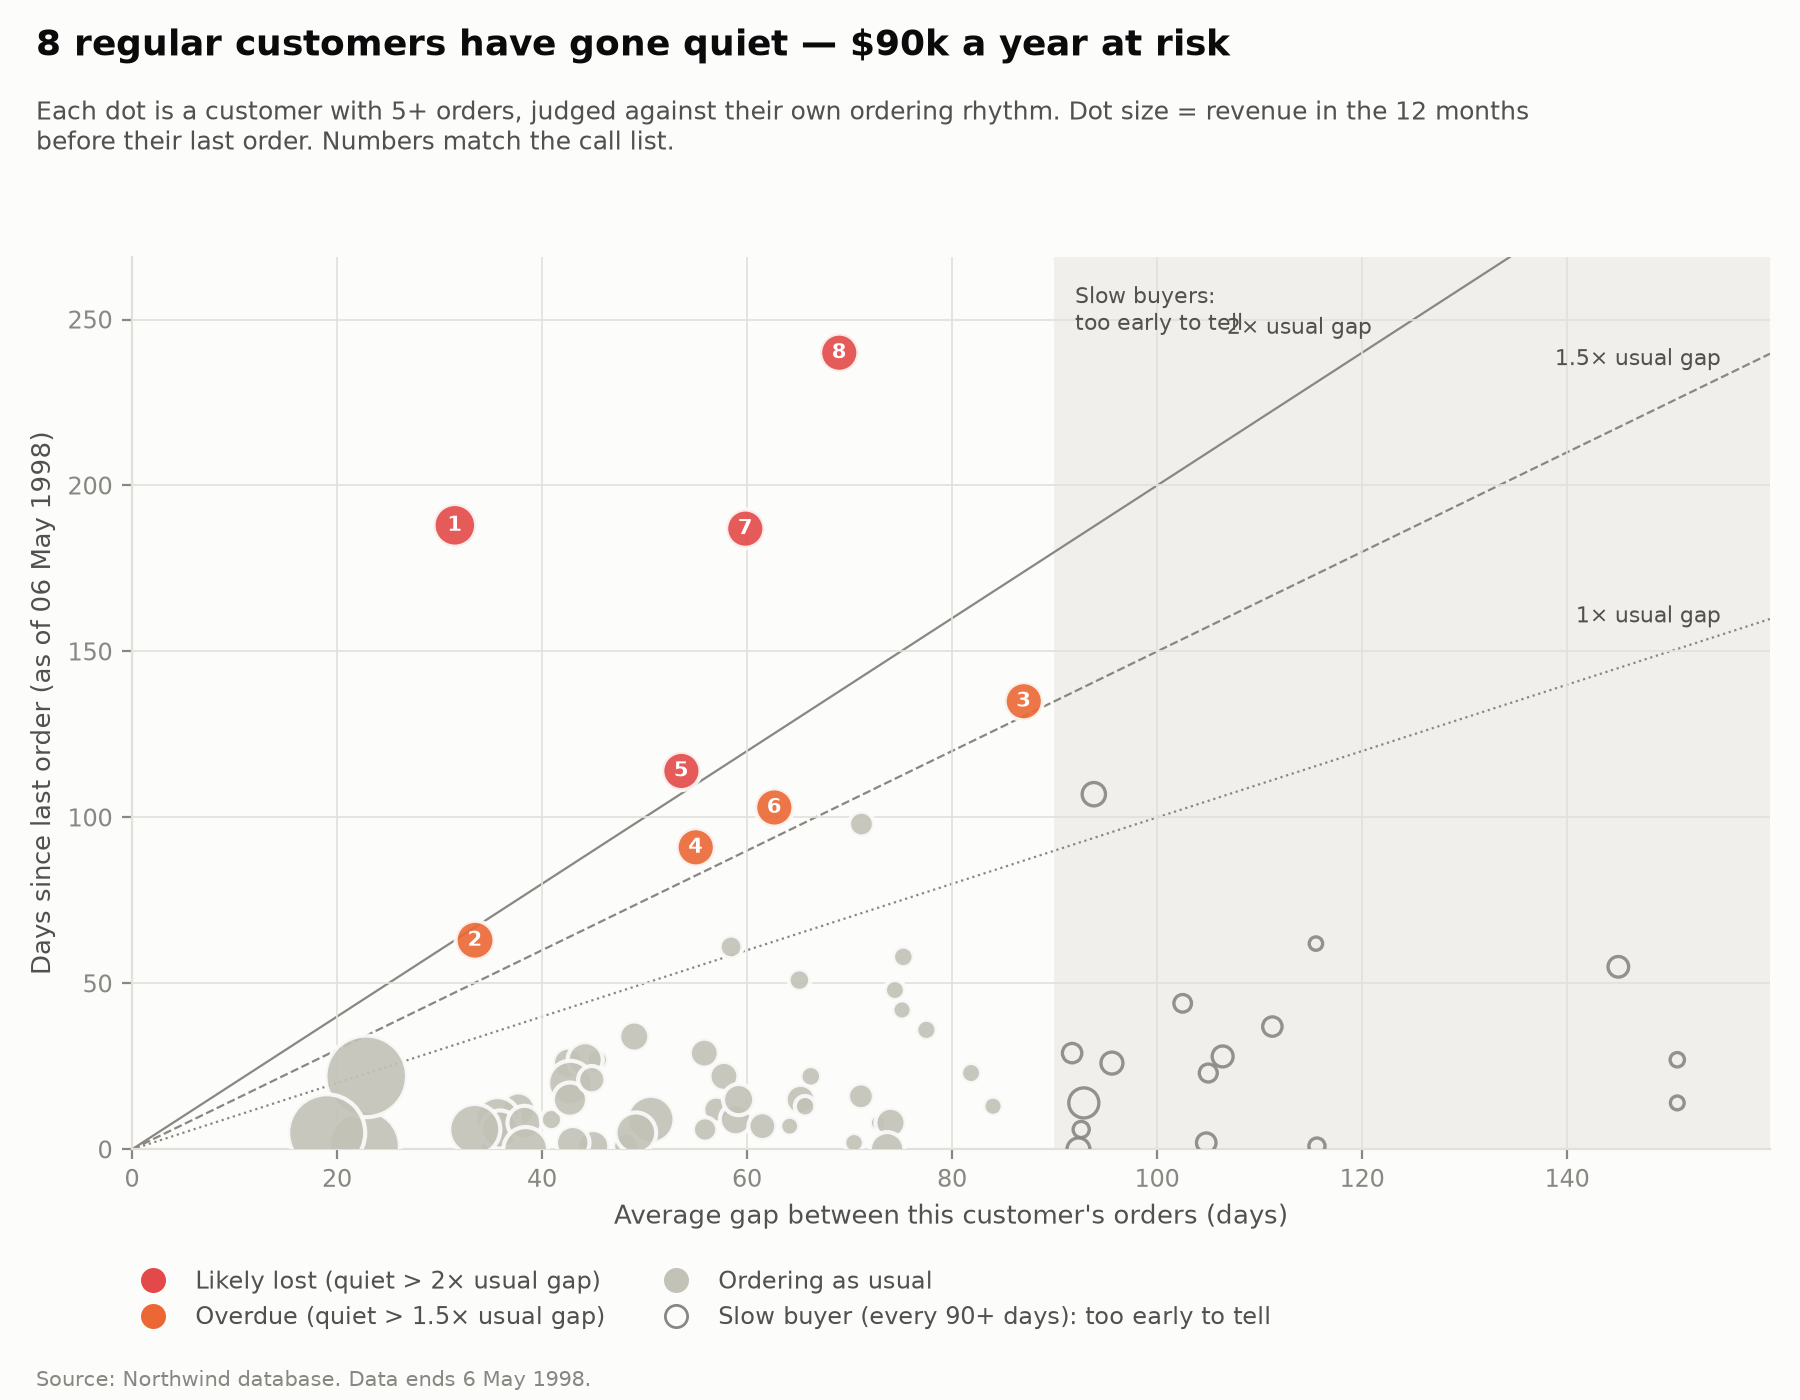 8 regular customers have gone quiet — $90k a year at risk
Each dot is a customer with 5+ orders, judged against their own ordering rhythm. Dot size = revenue in the 12 months
before their last order. Numbers match the call list.
Slow buyers:
too early to tell
2× usual gap
1.5× usual gap
1× usual gap
8
1
7
3
5
6
4
2
Days since last order (as of 06 May 1998)
250
200
150
100
50
0
0 20 40 60 80 100 120 140
Average gap between this customer's orders (days)
Likely lost (quiet > 2× usual gap)
Overdue (quiet > 1.5× usual gap)
Ordering as usual
Slow buyer (every 90+ days): too early to tell
Source: Northwind database. Data ends 6 May 1998.